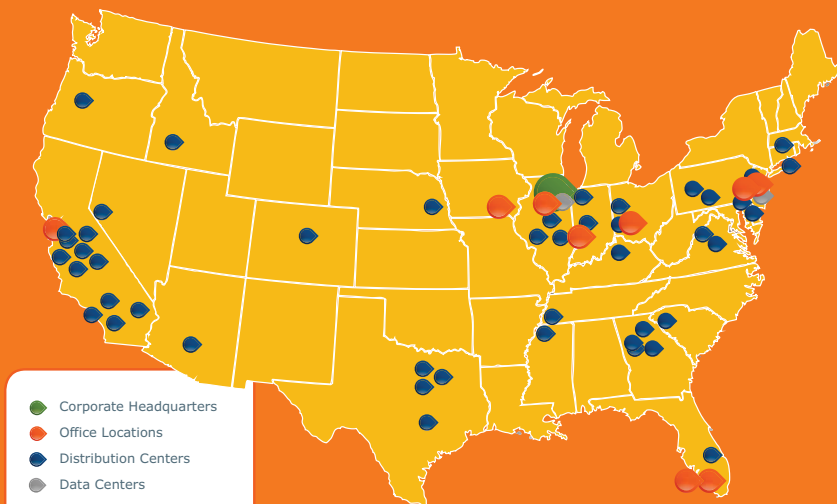 Corporate Headquarters
Office Locations
Distribution Centers
Data Centers